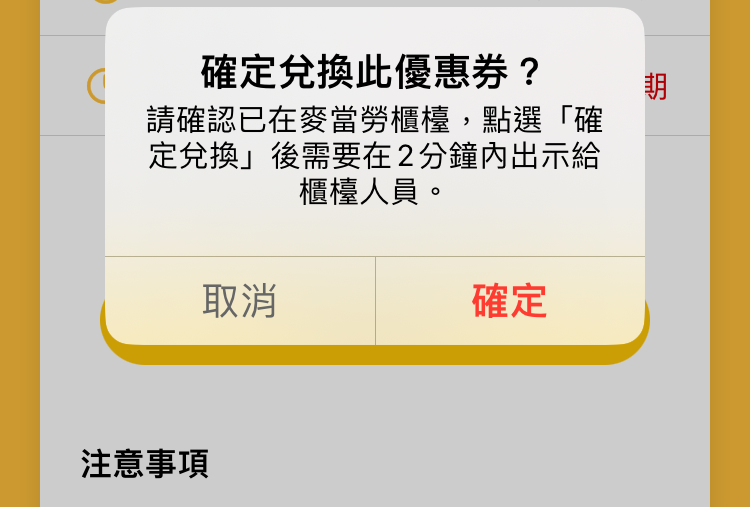 確定兌換此優惠券？
期
請確認已在麥當勞櫃檯，點選「確
定兌換」後需要在2分鐘內出示給
櫃檯人員。
取消
確定
注意事項